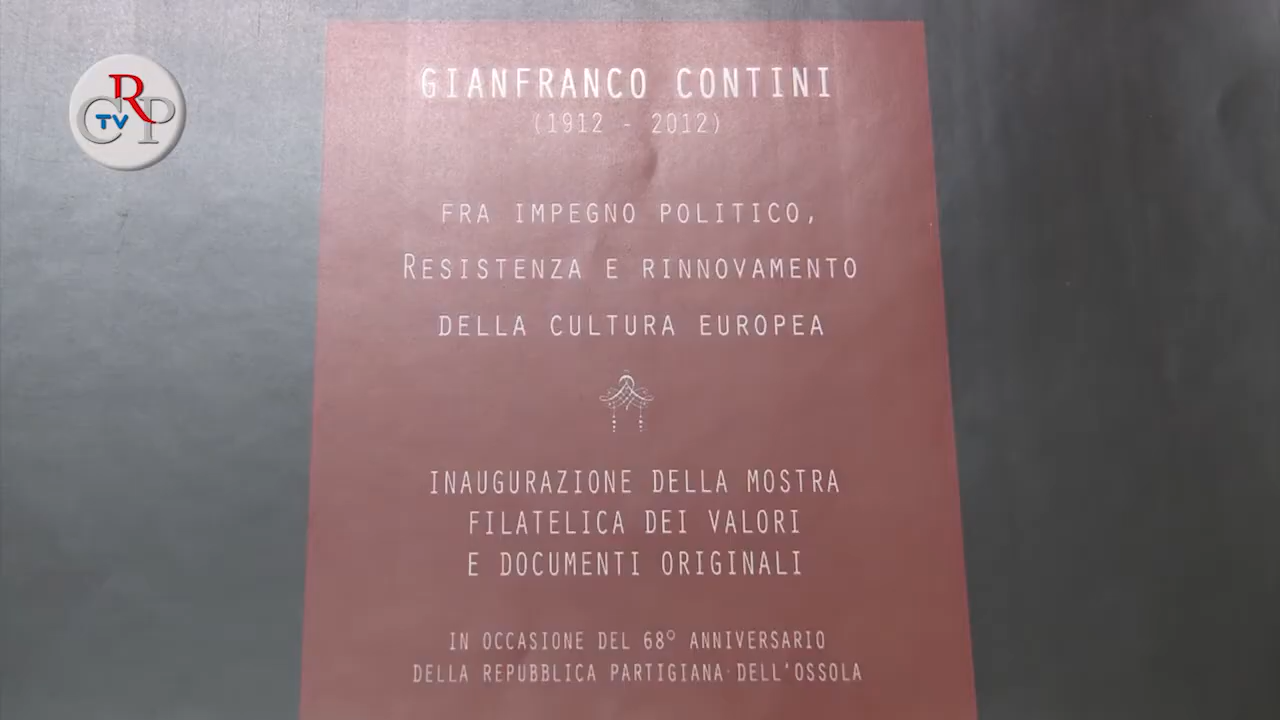 CRP
TV
GIANFRANCO CONTINI
(1912 - 2012)
FRA IMPEGNO POLITICO,
RESISTENZA E RINNOVAMENTO
DELLA CULTURA EUROPEA
INAUGURAZIONE DELLA MOSTRA
FILATELICA DEI VALORI
E DOCUMENTI ORIGINALI
IN OCCASIONE DEL 68° ANNIVERSARIO
DELLA REPUBBLICA PARTIGIANA DELL'OSSOLA